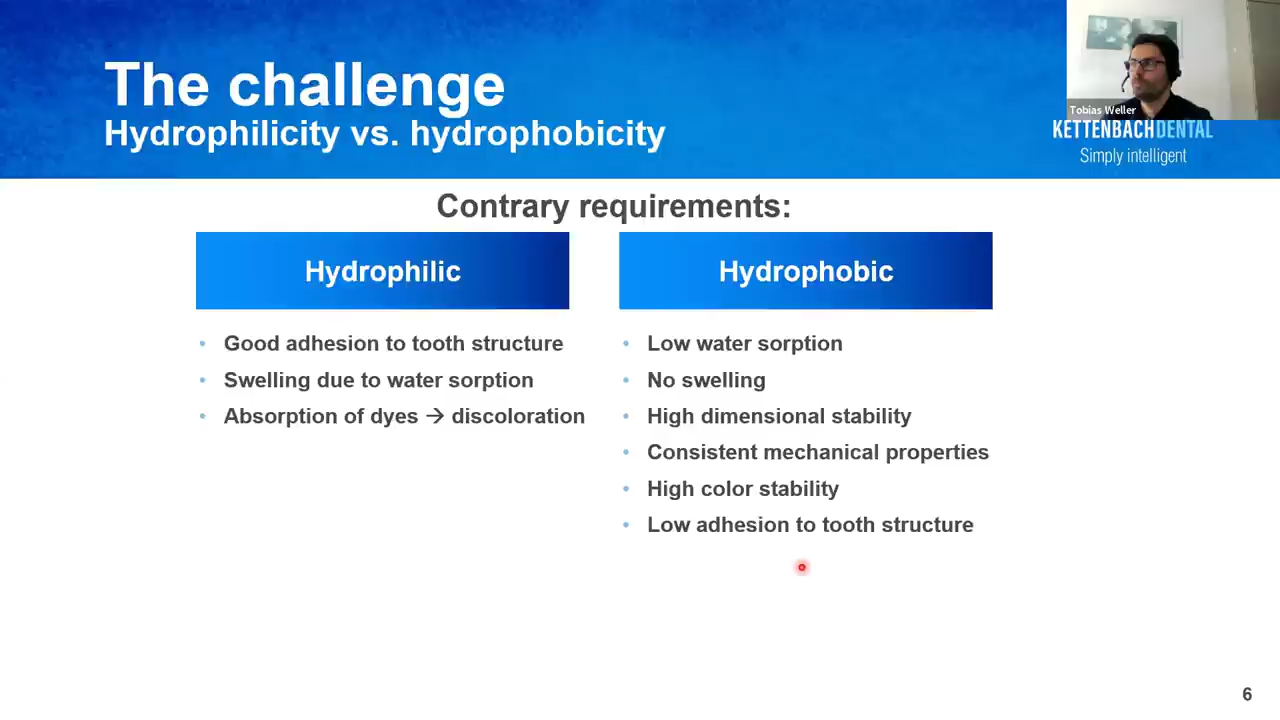 The challenge
Hydrophilicity vs. hydrophobicity
Tobias Weller
KETTENBACHDENTAL
Simply intelligent
Contrary requirements:
Hydrophilic
• Good adhesion to tooth structure
• Swelling due to water sorption
• Absorption of dyes → discoloration
Hydrophobic
• Low water sorption
• No swelling
• High dimensional stability
• Consistent mechanical properties
• High color stability
• Low adhesion to tooth structure
6